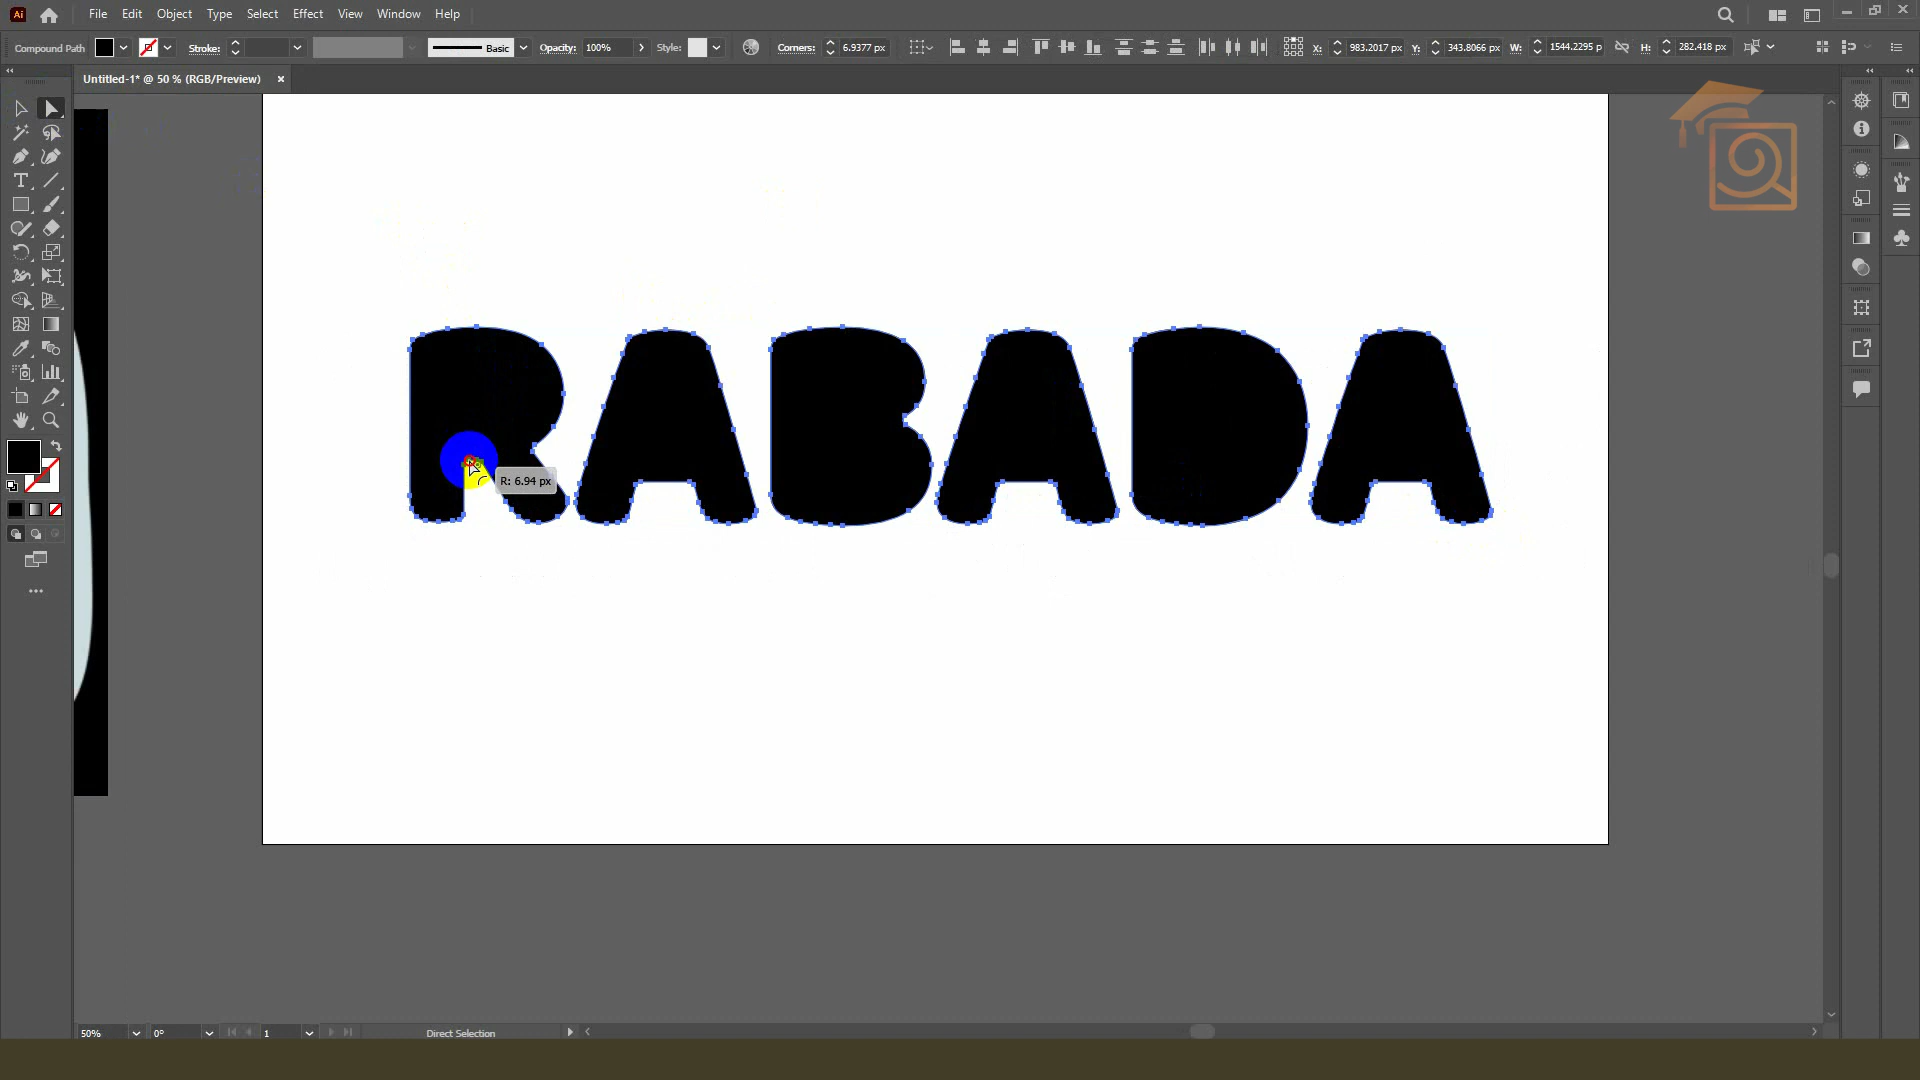 Ai File Edit Object Type Select Effect View Window Help
Compound Path Stroke: Basic Opacity: 100% Style: Corners: 6.9377 px X: 983.2017 px Y: 343.8066 px W: 1544.2295 p H: 282.418 px
Untitled-1* @ 50 % (RGB/Preview) ×
RABADA
R: 6.94 px
50% 0° 1 Direct Selection